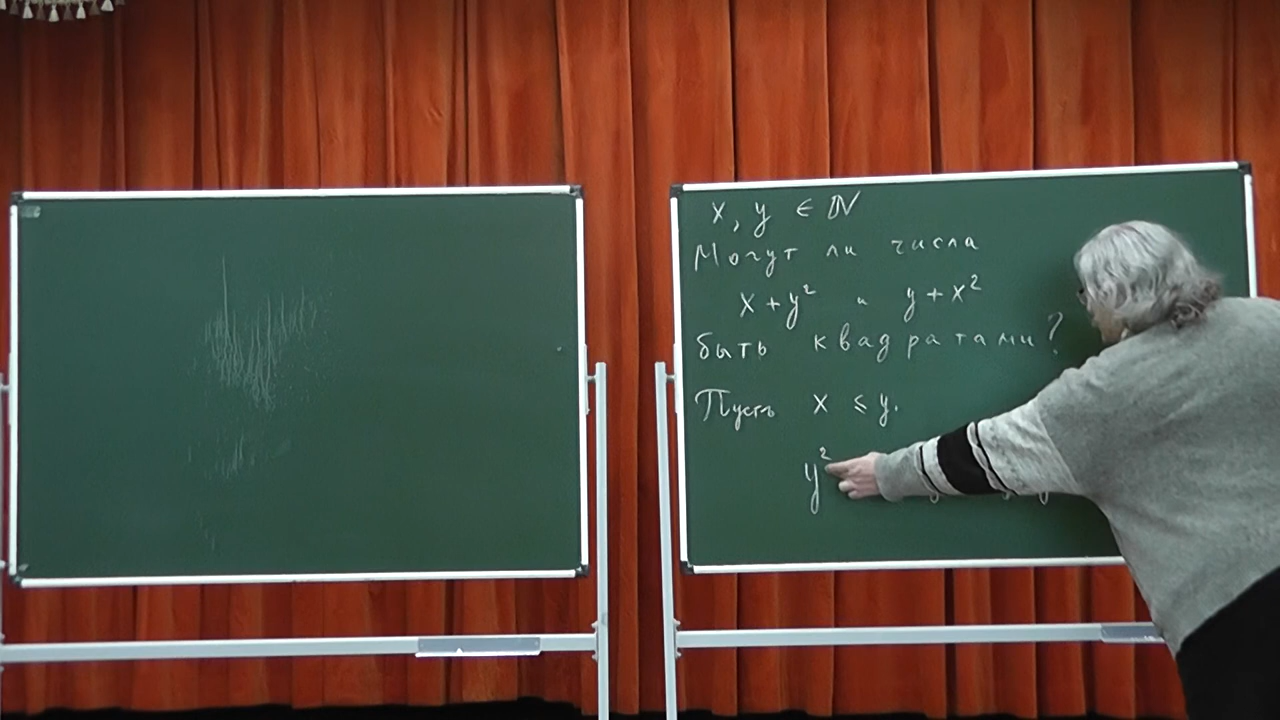 x, y ∈ ℕ
Могут ли числа
x + y² и y + x²
быть квадратами?
Пусть x ≤ y.
y²